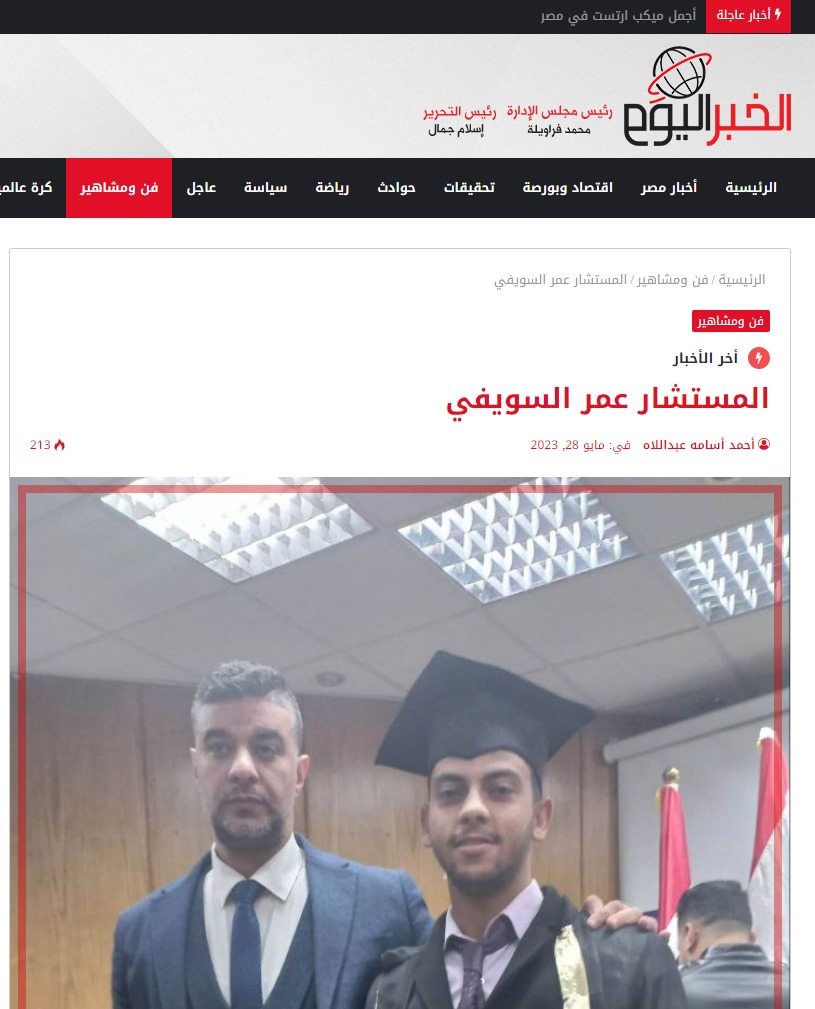 أخبار عاجلة
أجمل ميكب ارتست في مصر
الخبر اليوم
رئيس مجلس الإدارة
محمد فراويلة
رئيس التحرير
إسلام جمال
الرئيسية أخبار مصر اقتصاد وبورصة تحقيقات حوادث رياضة سياسة عاجل فن ومشاهير كرة عالمي
الرئيسية / فن ومشاهير / المستشار عمر السويفي
فن ومشاهير
أخر الأخبار
المستشار عمر السويفي
أحمد أسامه عبداللاه في: مايو 28, 2023 213